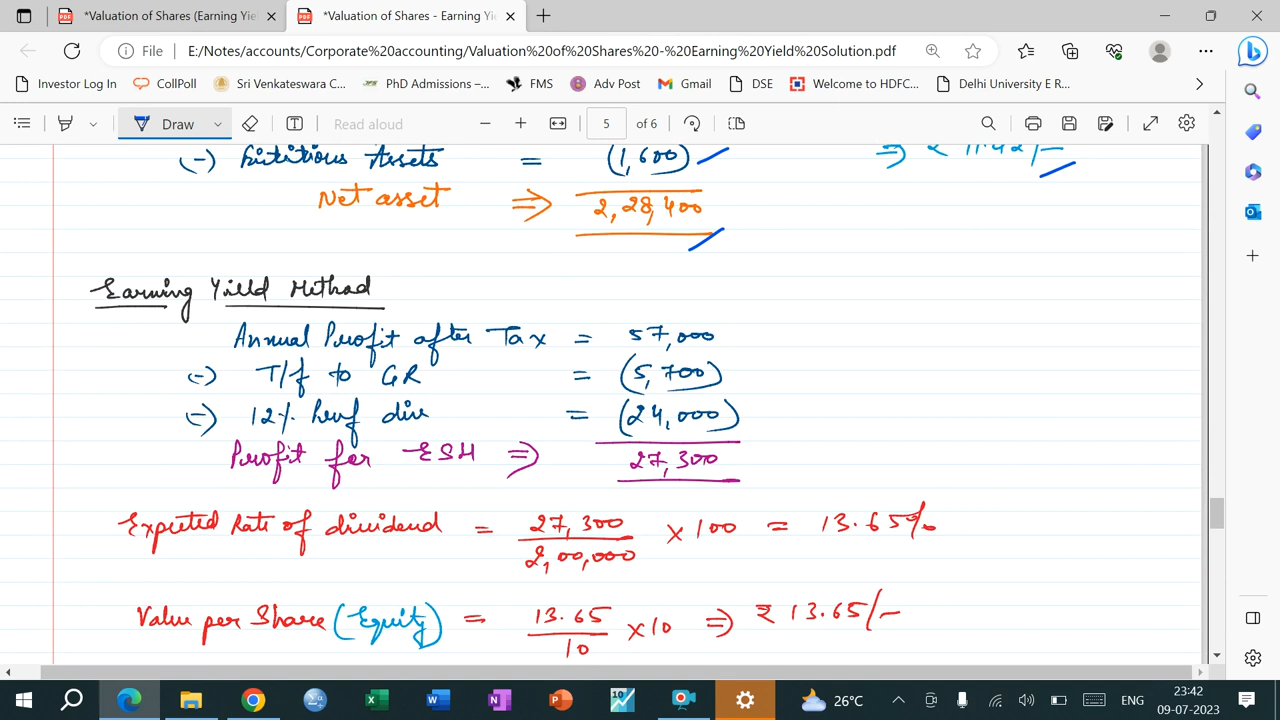 *Valuation of Shares (Earning Yie
*Valuation of Shares - Earning Yi
File
E:/Notes/accounts/Corporate%20accounting/Valuation%20of%20Shares%20-%20Earning%20Yield%20Solution.pdf
Investor Log In
CollPoll
Sri Venkateswara C...
PhD Admissions –...
FMS
Adv Post
Gmail
DSE
Welcome to HDFC...
Delhi University E R...
Draw
Read aloud
5 of 6
(-) Fictitious Assets = (1,600)
Net asset ⇒ 2,28,400
Earning Yield Method
Annual Profit after Tax = 57,000
(-) T/f to GR = (5,700)
(-) 12% Pref div = (24,000)
Profit for ESH ⇒ 27,300
Expected Rate of dividend = 27,300 / 2,00,000 × 100 = 13.65%
Value per Share (Equity) = 13.65 / 10 × 10 ⇒ ₹ 13.65/-
26°C
ENG
23:42
09-07-2023